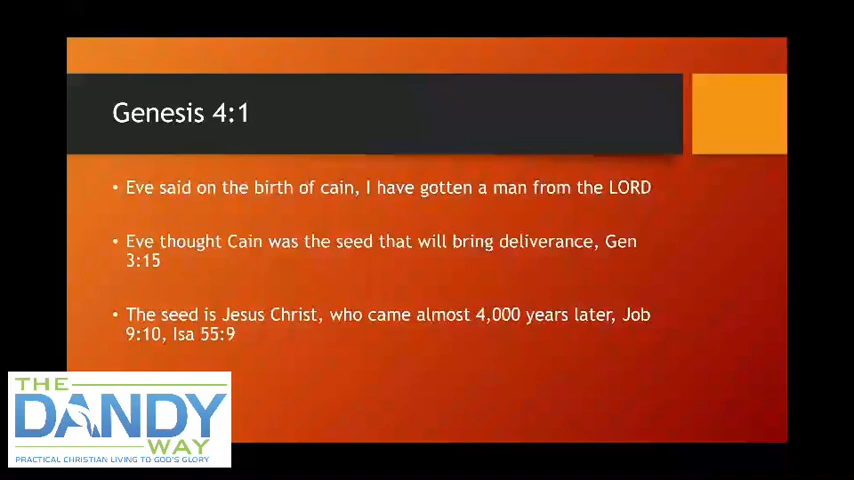 Genesis 4:1
• Eve said on the birth of cain, I have gotten a man from the LORD
• Eve thought Cain was the seed that will bring deliverance, Gen
3:15
• The seed is Jesus Christ, who came almost 4,000 years later, Job
9:10, Isa 55:9
THE
DANDY
WAY
PRACTICAL CHRISTIAN LIVING TO GOD'S GLORY